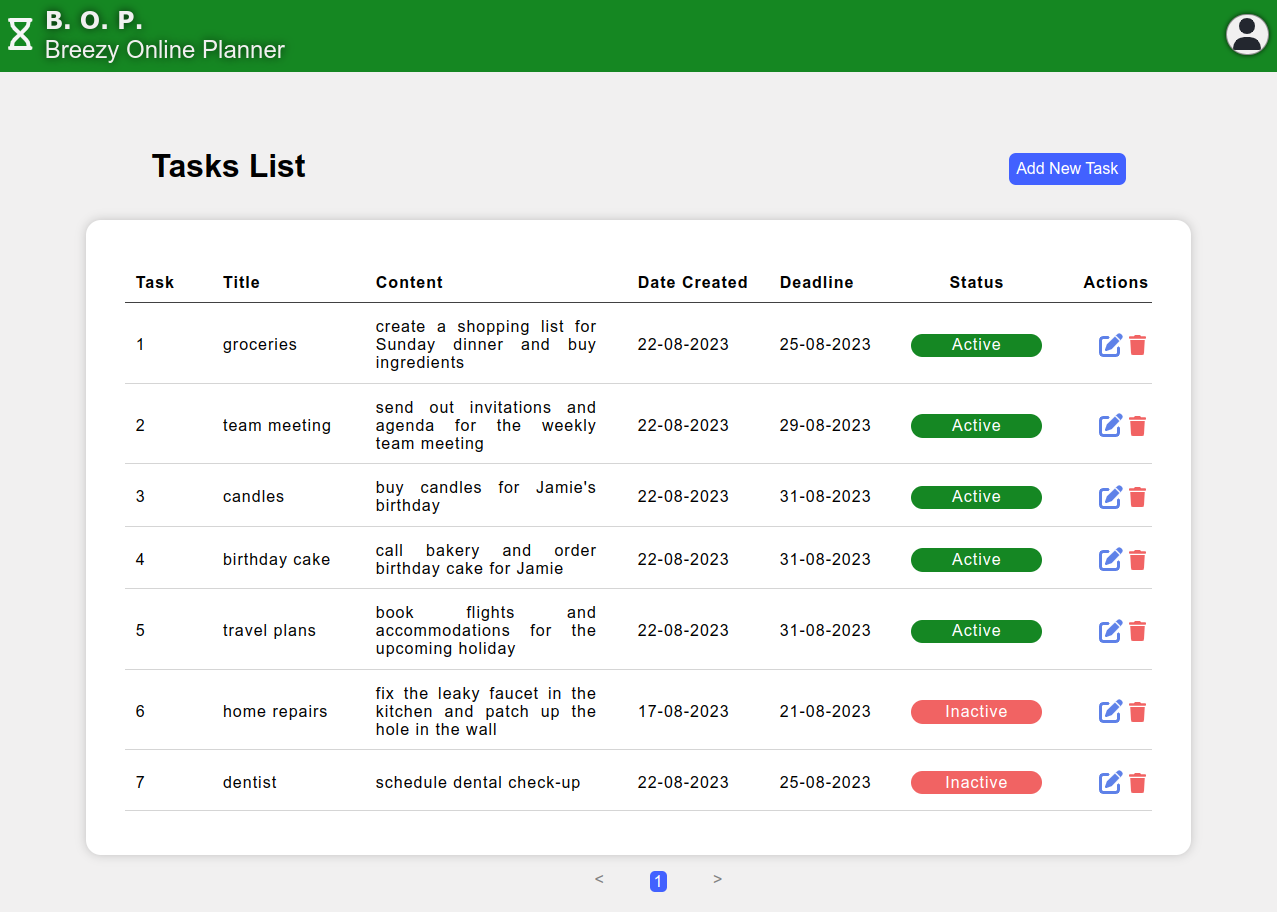 B. O. P.
Breezy Online Planner
Tasks List
Add New Task
Task Title Content Date Created Deadline Status Actions
create a shopping list for
1 groceries Sunday dinner and buy 22-08-2023 25-08-2023 Active
ingredients
send out invitations and
2 team meeting agenda for the weekly 22-08-2023 29-08-2023 Active
team meeting
3 candles buy candles for Jamie's 22-08-2023 31-08-2023 Active
birthday
4 birthday cake call bakery and order 22-08-2023 31-08-2023 Active
birthday cake for Jamie
book flights and
5 travel plans accommodations for the 22-08-2023 31-08-2023 Active
upcoming holiday
fix the leaky faucet in the
6 home repairs kitchen and patch up the 17-08-2023 21-08-2023 Inactive
hole in the wall
7 dentist schedule dental check-up 22-08-2023 25-08-2023 Inactive
< 1 >